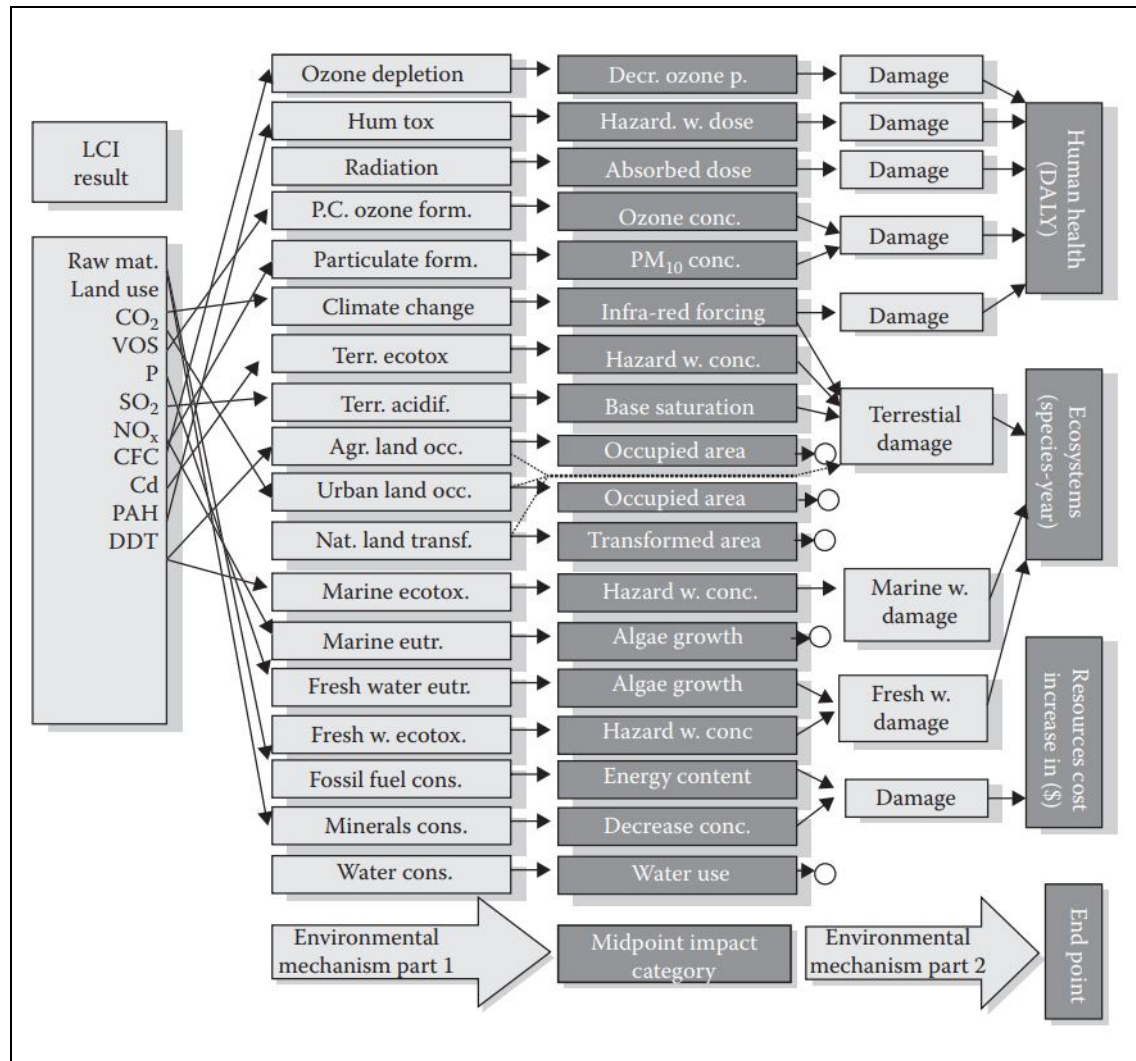 LCI
result
Raw mat.
Land use
CO₂
VOS
P
SO₂
NOₓ
CFC
Cd
PAH
DDT
Ozone depletion
Hum tox
Radiation
P.C. ozone form.
Particulate form.
Climate change
Terr. ecotox
Terr. acidif.
Agr. land occ.
Urban land occ.
Nat. land transf.
Marine ecotox.
Marine eutr.
Fresh water eutr.
Fresh w. ecotox.
Fossil fuel cons.
Minerals cons.
Water cons.
Decr. ozone p.
Hazard. w. dose
Absorbed dose
Ozone conc.
PM₁₀ conc.
Infra-red forcing
Hazard w. conc.
Base saturation
Occupied area
Occupied area
Transformed area
Hazard w. conc.
Algae growth
Algae growth
Hazard w. conc
Energy content
Decrease conc.
Water use
Damage
Damage
Damage
Damage
Damage
Terrestial
damage
Marine w.
damage
Fresh w.
damage
Damage
Human health
(DALY)
Ecosystems
(species-year)
Resources cost
increase in ($)
Environmental
mechanism part 1
Midpoint impact
category
Environmental
mechanism part 2
End point